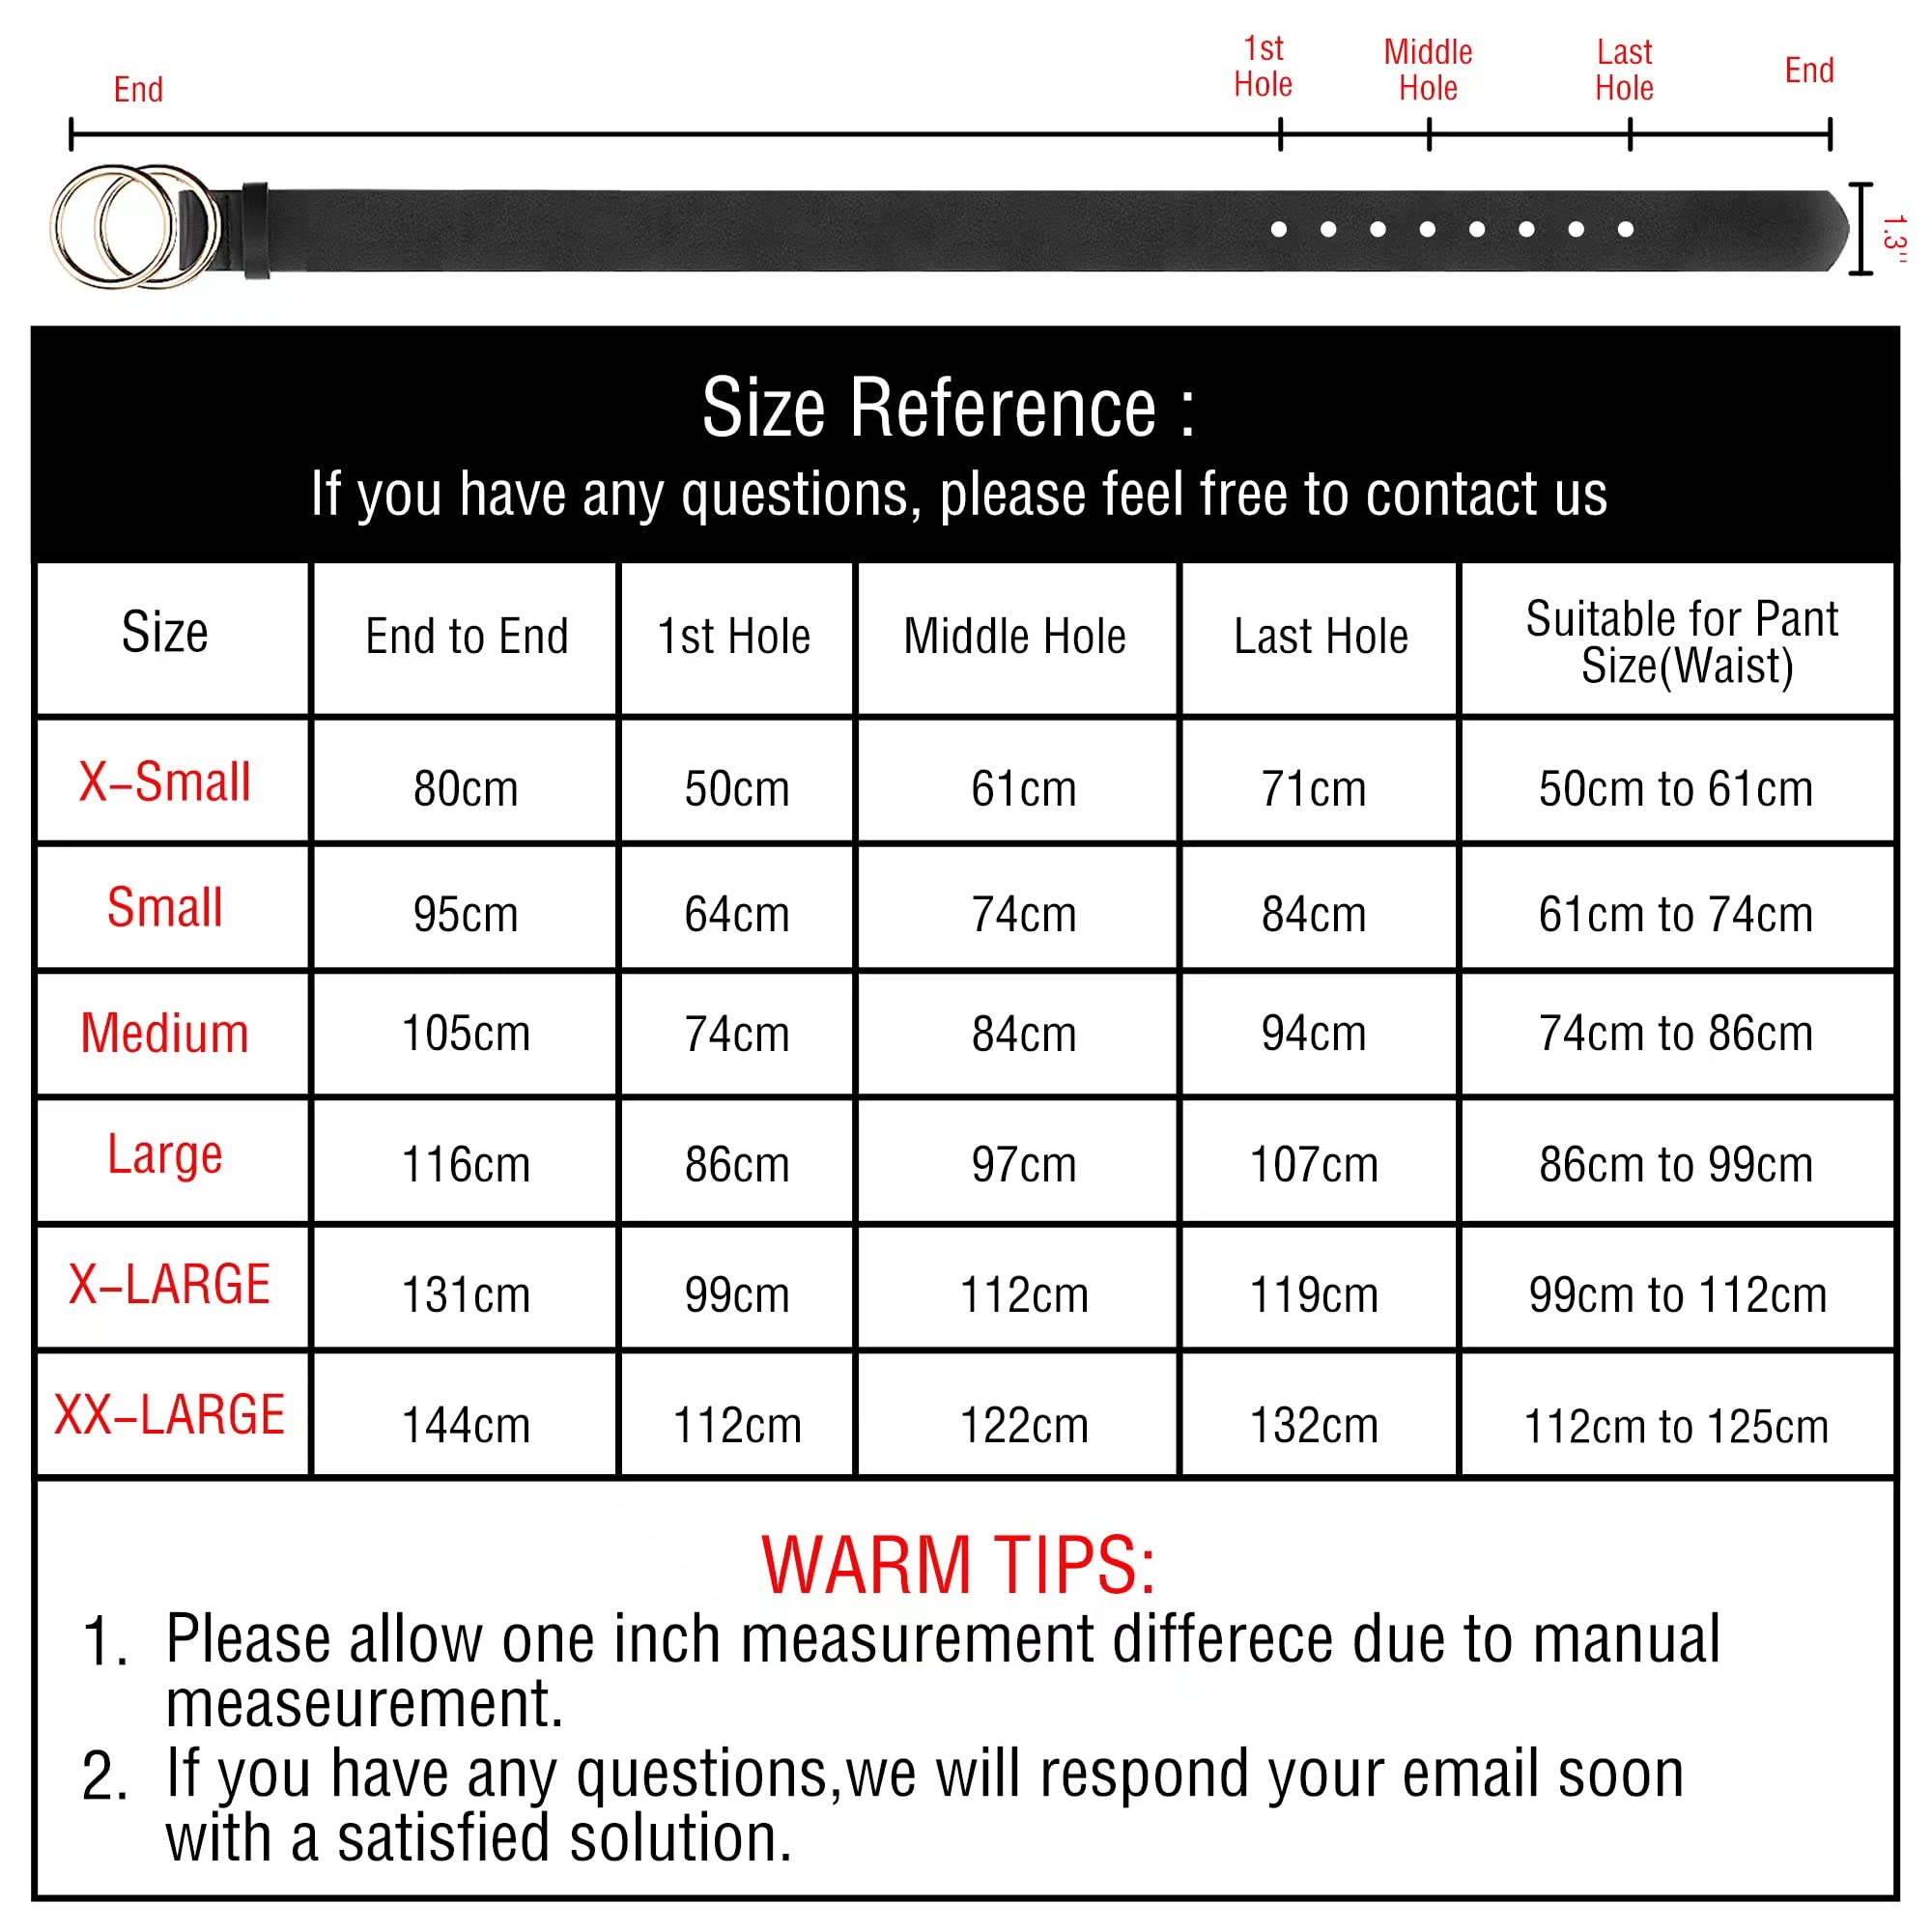 End
1st
Hole
Middle
Hole
Last
Hole
End
1.3"
Size Reference :
If you have any questions, please feel free to contact us
Size End to End 1st Hole Middle Hole Last Hole Suitable for Pant
Size(Waist)
X-Small 80cm 50cm 61cm 71cm 50cm to 61cm
Small 95cm 64cm 74cm 84cm 61cm to 74cm
Medium 105cm 74cm 84cm 94cm 74cm to 86cm
Large 116cm 86cm 97cm 107cm 86cm to 99cm
X-LARGE 131cm 99cm 112cm 119cm 99cm to 112cm
XX-LARGE 144cm 112cm 122cm 132cm 112cm to 125cm
WARM TIPS:
1. Please allow one inch measurement differece due to manual
measeurement.
2. If you have any questions,we will respond your email soon
with a satisfied solution.